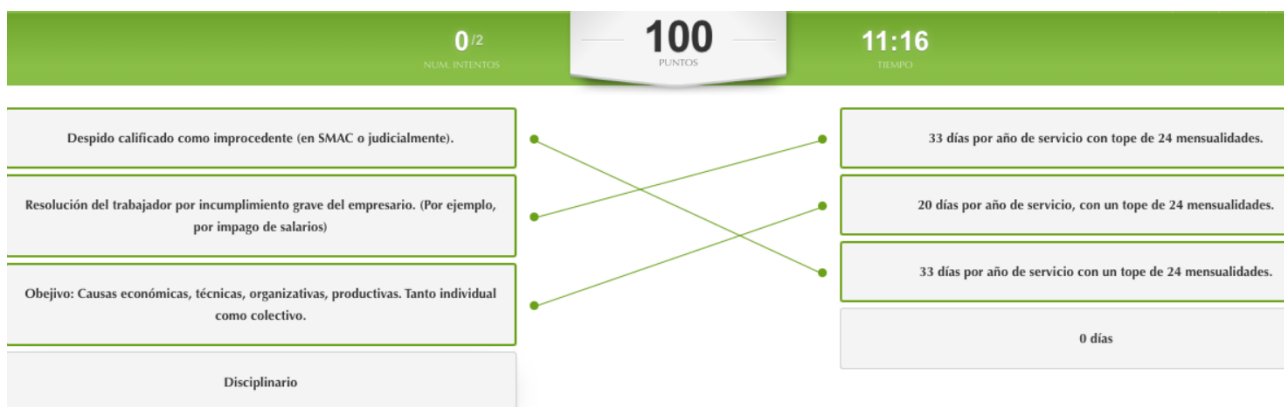 0/2
NUM. INTENTOS
100
PUNTOS
11:16
TIEMPO
Despido calificado como improcedente (en SMAC o judicialmente).
Resolución del trabajador por incumplimiento grave del empresario. (Por ejemplo,
por impago de salarios)
Obejivo: Causas económicas, técnicas, organizativas, productivas. Tanto individual
como colectivo.
Disciplinario
33 días por año de servicio con tope de 24 mensualidades.
20 días por año de servicio, con un tope de 24 mensualidades.
33 días por año de servicio con un tope de 24 mensualidades.
0 días